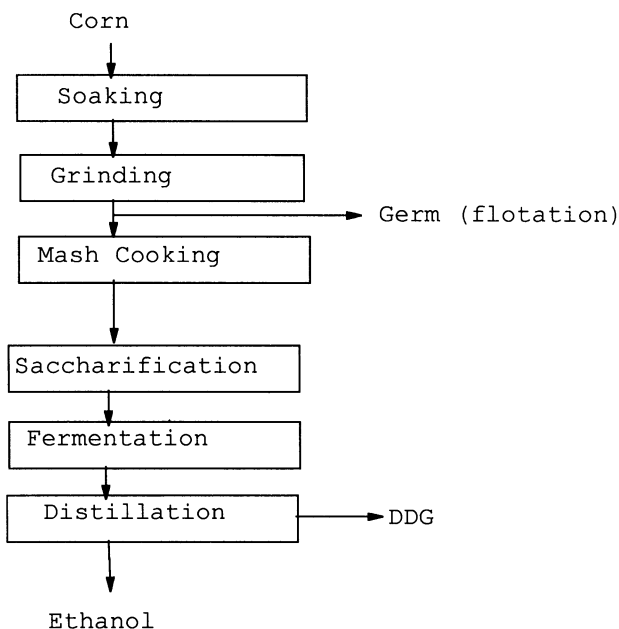 Corn
Soaking
Grinding
Germ (flotation)
Mash Cooking
Saccharification
Fermentation
Distillation
DDG
Ethanol